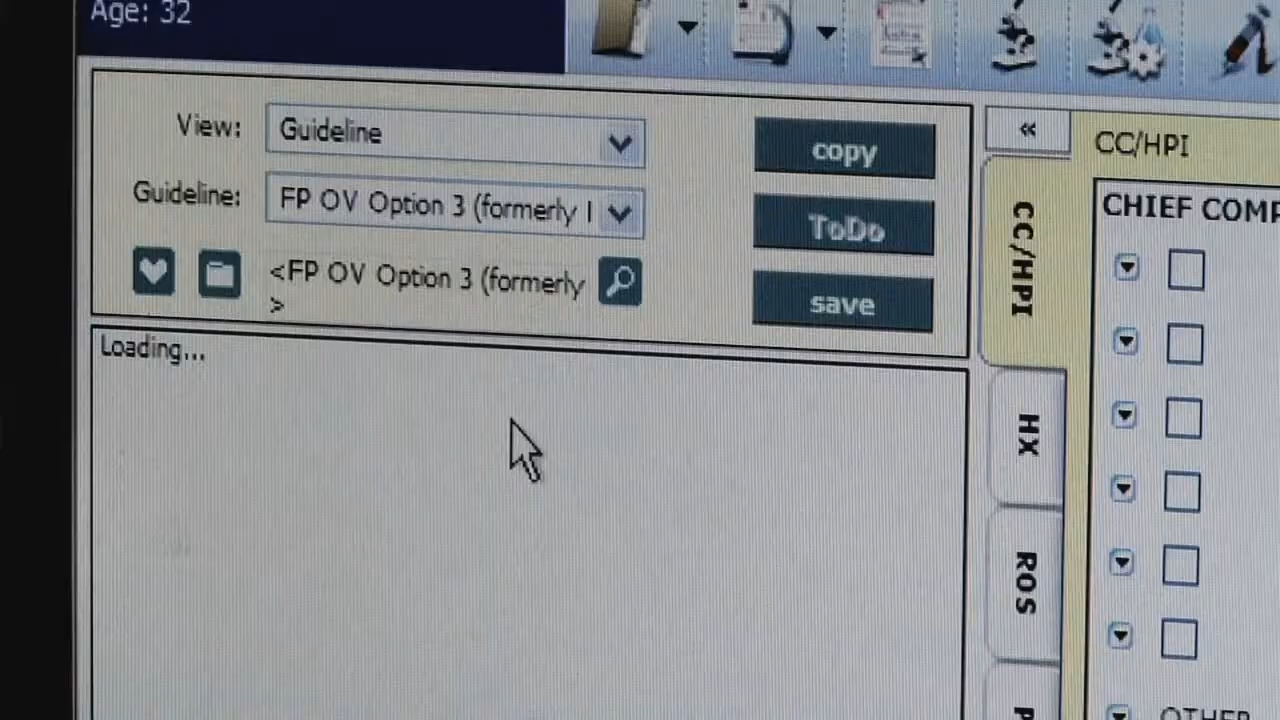 Age: 32
View:
Guideline
copy
Guideline:
FP OV Option 3 (formerly
ToDo
<FP OV Option 3 (formerly
>
save
Loading...
«
CC/HPI
HX
ROS
CC/HPI
CHIEF COMP
OTHER